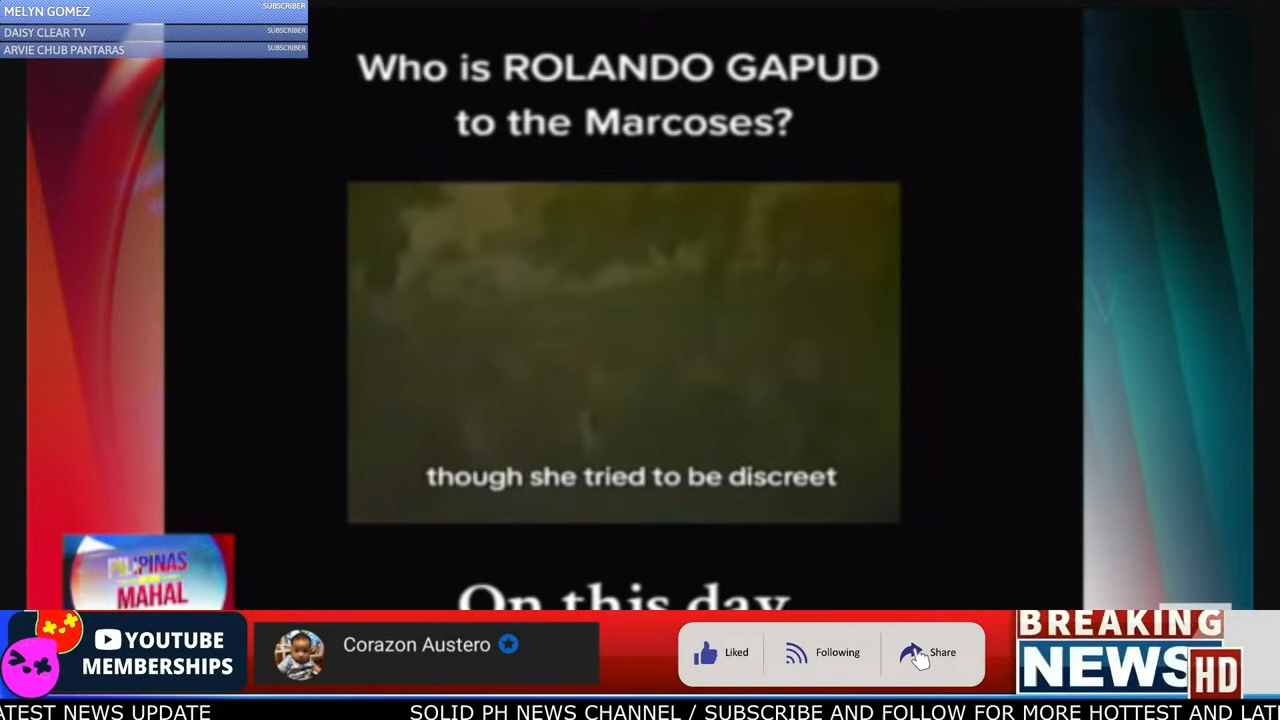 MELYN GOMEZ
SUBSCRIBER
DAISY CLEAR TV
SUBSCRIBER
ARVIE CHUB PANTARAS
SUBSCRIBER
Who is ROLANDO GAPUD
to the Marcoses?
though she tried to be discreet
On this day
PILIPINAS
MAHAL
YOUTUBE
MEMBERSHIPS
Corazon Austero
Liked
Following
Share
BREAKING
NEWS
HD
ATEST NEWS UPDATE
SOLID PH NEWS CHANNEL / SUBSCRIBE AND FOLLOW FOR MORE HOTTEST AND LAT